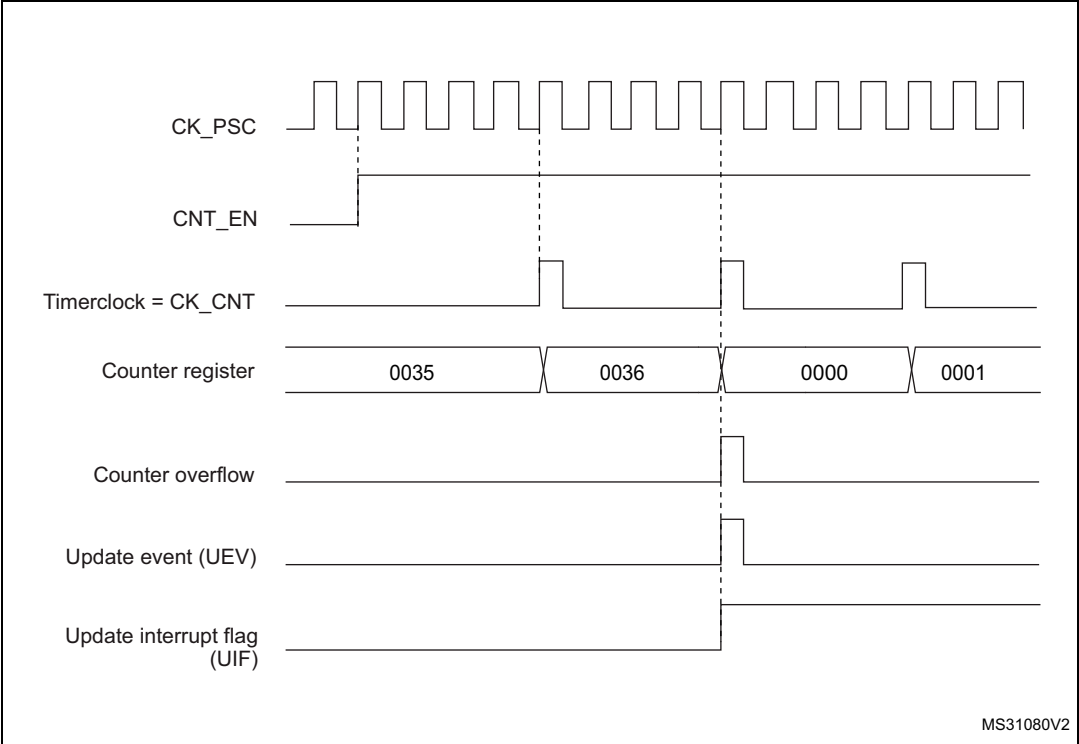 CK_PSC
CNT_EN
Timerclock = CK_CNT
Counter register
0035 0036 0000 0001
Counter overflow
Update event (UEV)
Update interrupt flag
(UIF)
MS31080V2